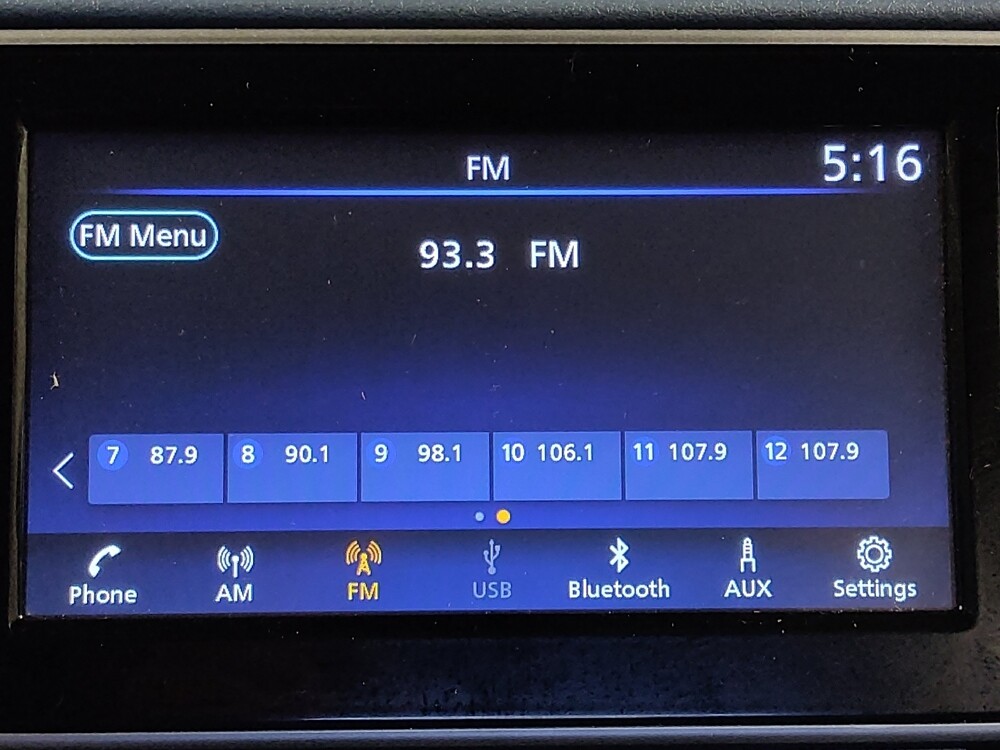 FM 5:16
FM Menu
93.3 FM
7 87.9 8 90.1 9 98.1 10 106.1 11 107.9 12 107.9
Phone AM FM USB Bluetooth AUX Settings